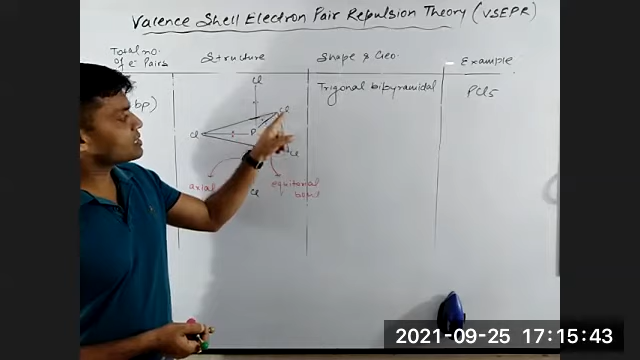 Valence Shell Electron Pair Repulsion Theory (VSEPR)
Total no. of e⁻ Pairs
Structure
Shape & Geo.
Example
bp)
Cl
Cl
Cl
P
Cl
Cl
axial
equitorial
bond
Trigonal bipyramidal
PCl5
2021-09-25 17:15:43